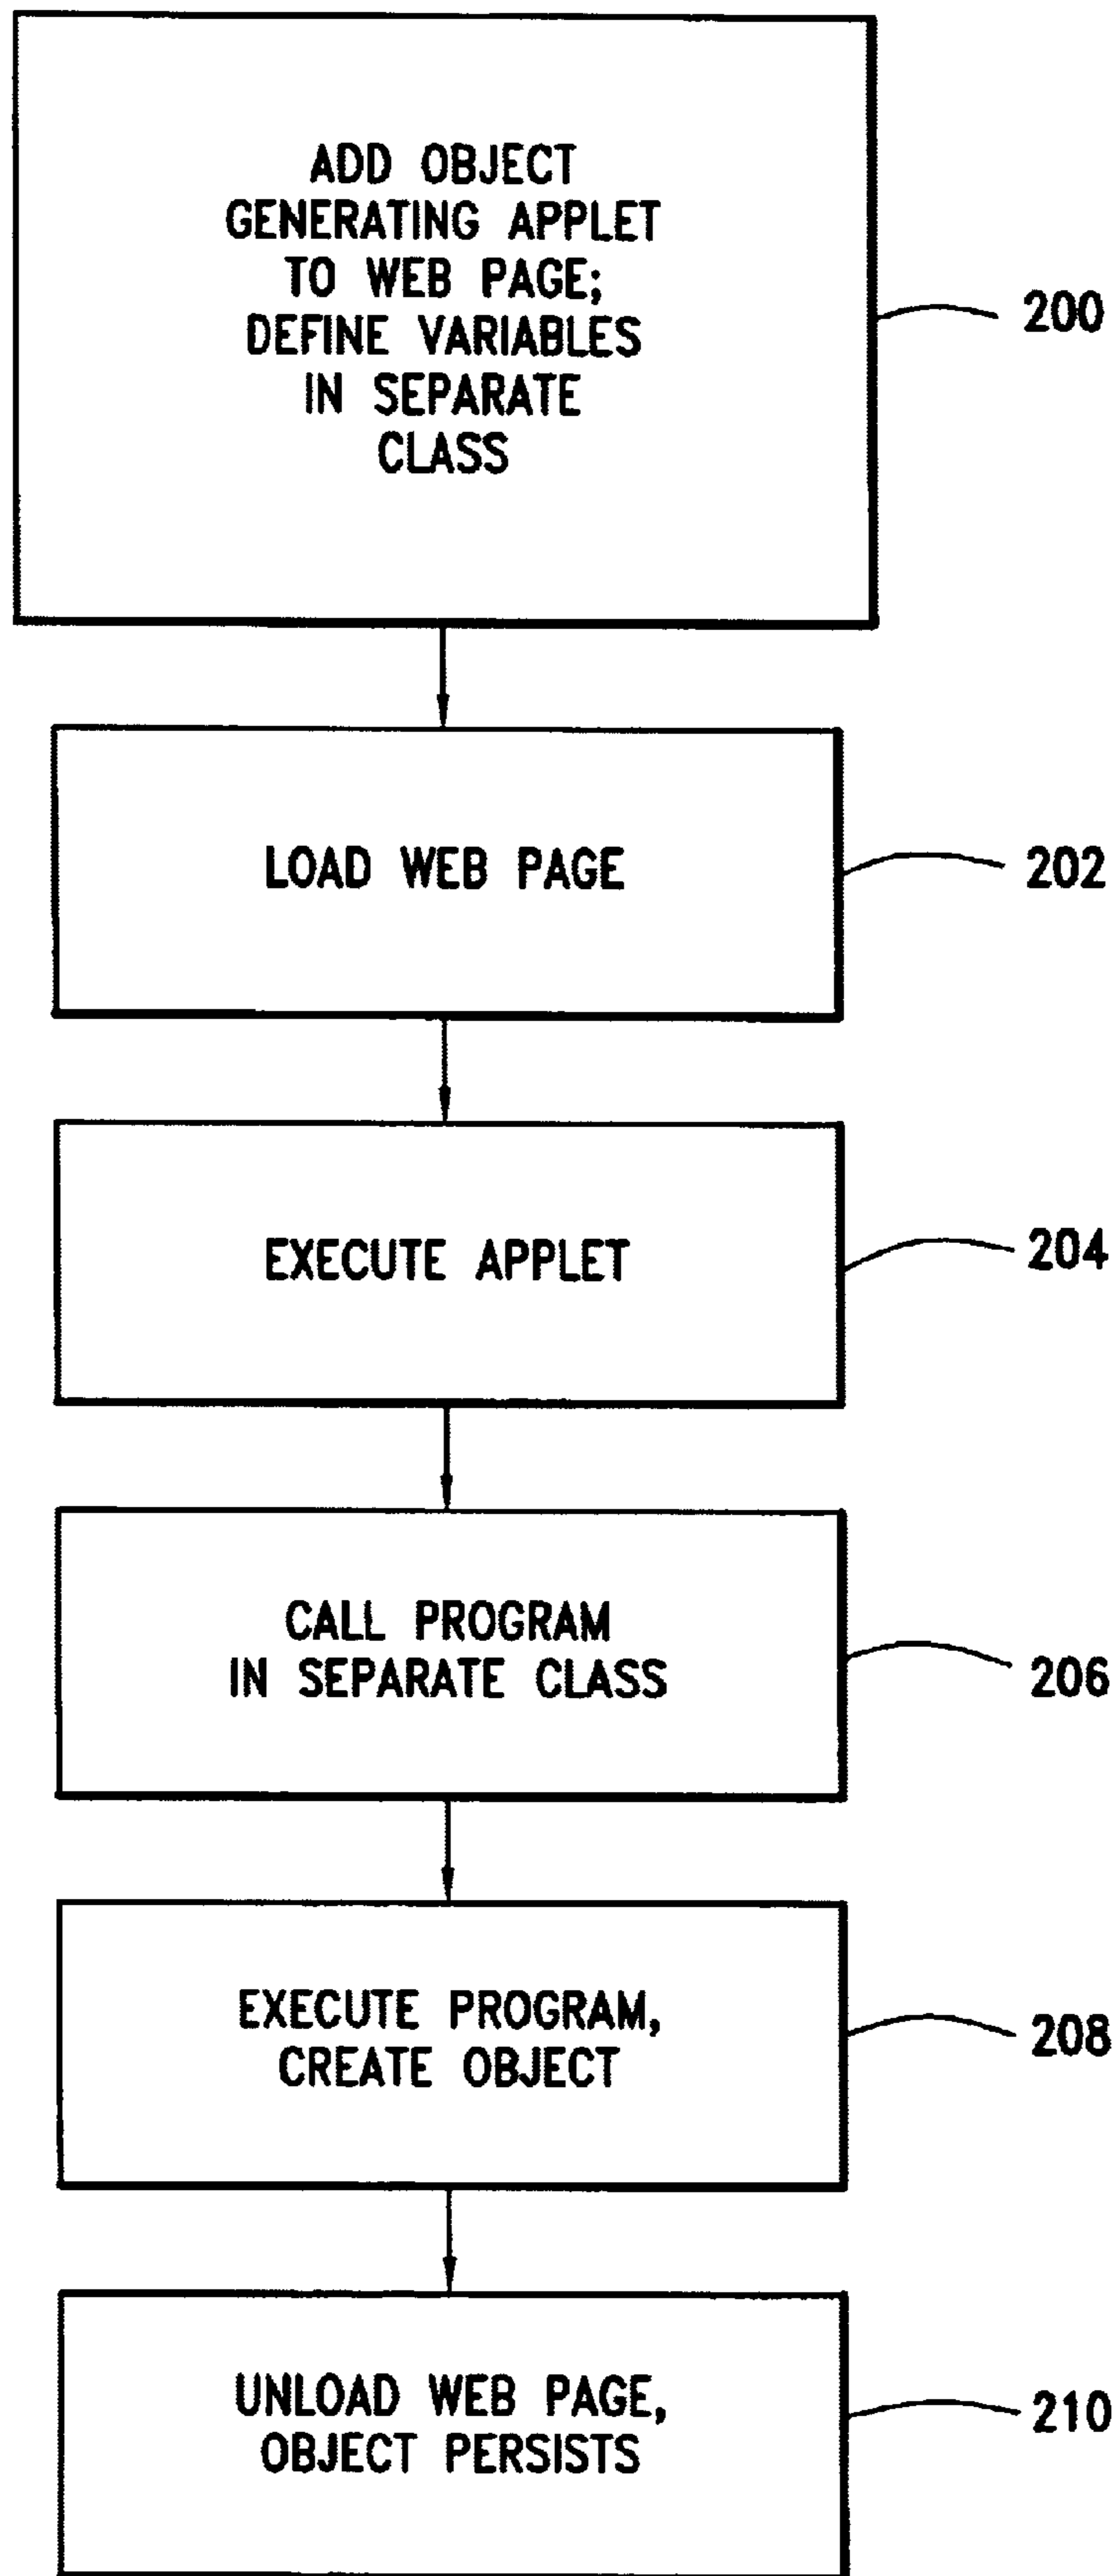 ADD OBJECT
GENERATING APPLET
TO WEB PAGE;
DEFINE VARIABLES
IN SEPARATE
CLASS
200
LOAD WEB PAGE
202
EXECUTE APPLET
204
CALL PROGRAM
IN SEPARATE CLASS
206
EXECUTE PROGRAM,
CREATE OBJECT
208
UNLOAD WEB PAGE,
OBJECT PERSISTS
210